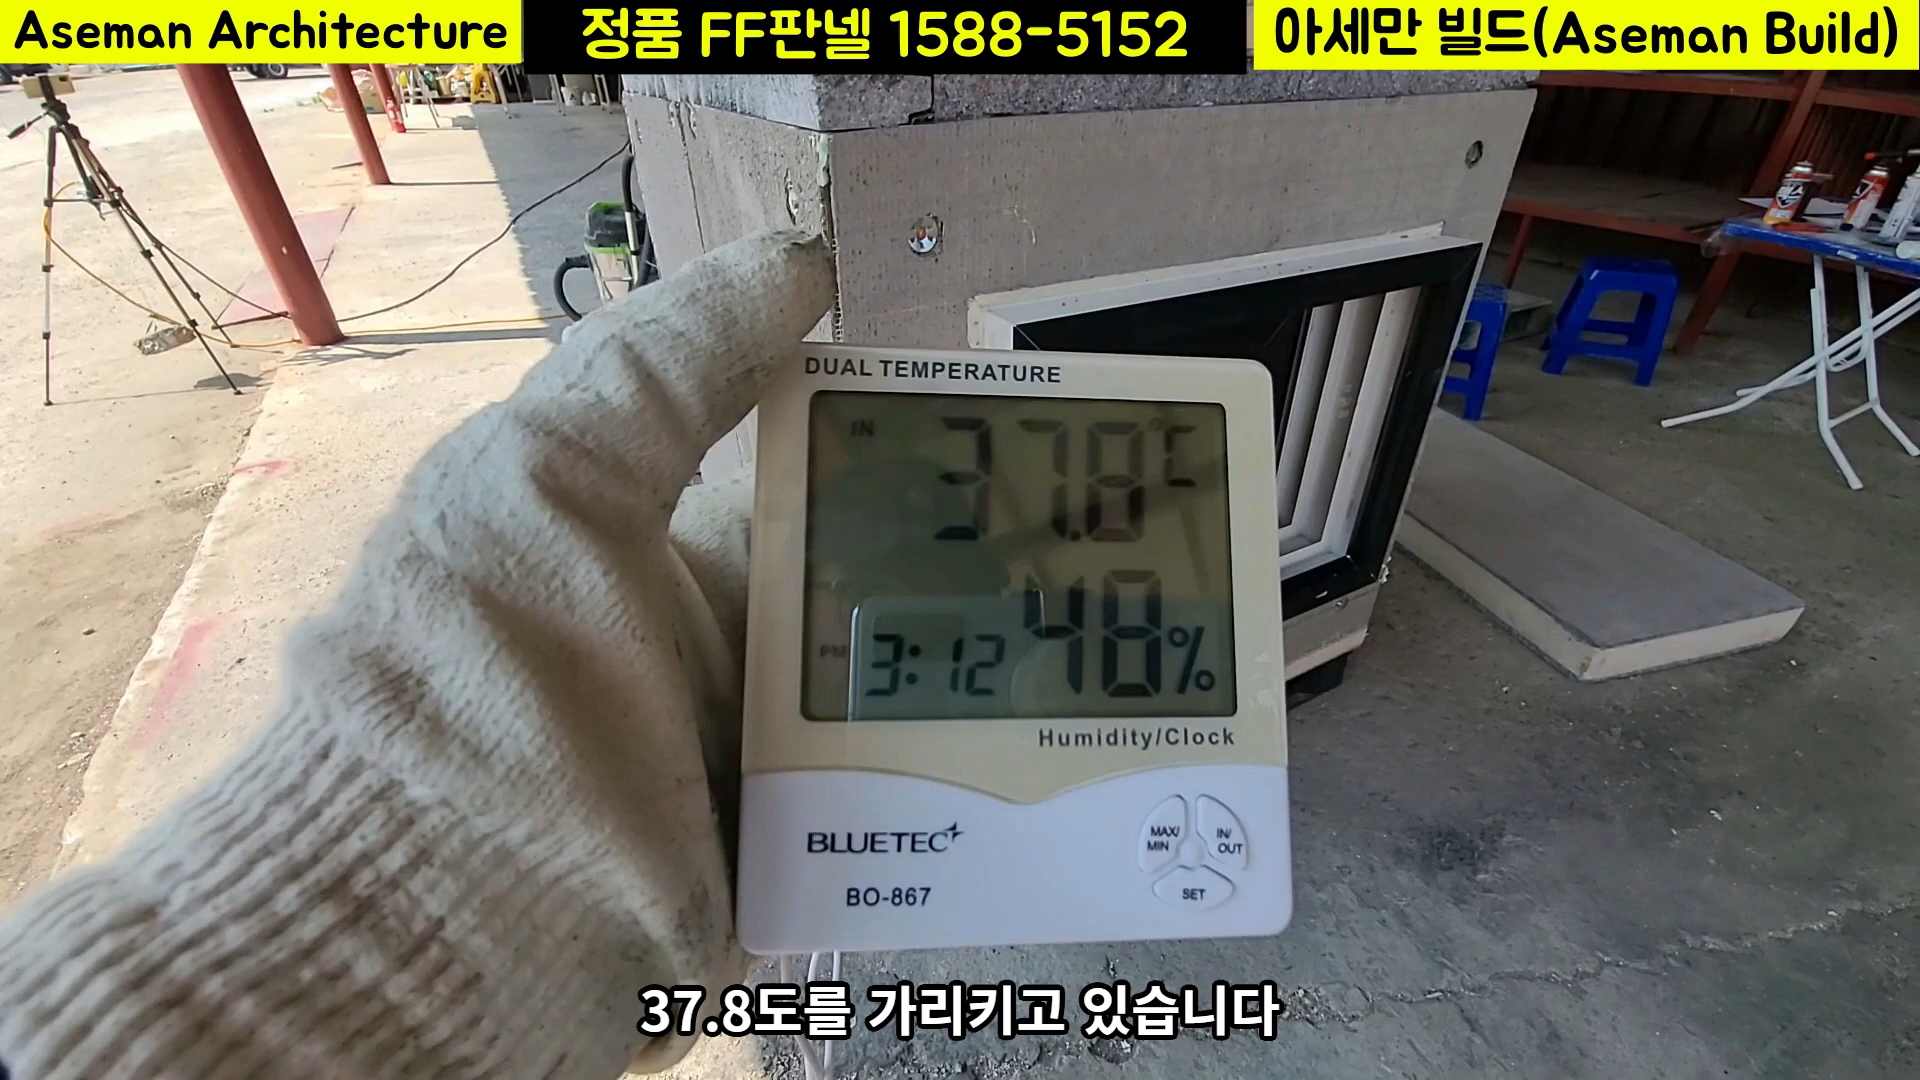 Aseman Architecture
정품 FF판넬 1588-5152
아세만 빌드(Aseman Build)
DUAL TEMPERATURE
IN 37.8°C
PM 3:12 48%
Humidity/Clock
BLUETEC
MAX/MIN
IN/OUT
BO-867
SET
37.8도를 가리키고 있습니다